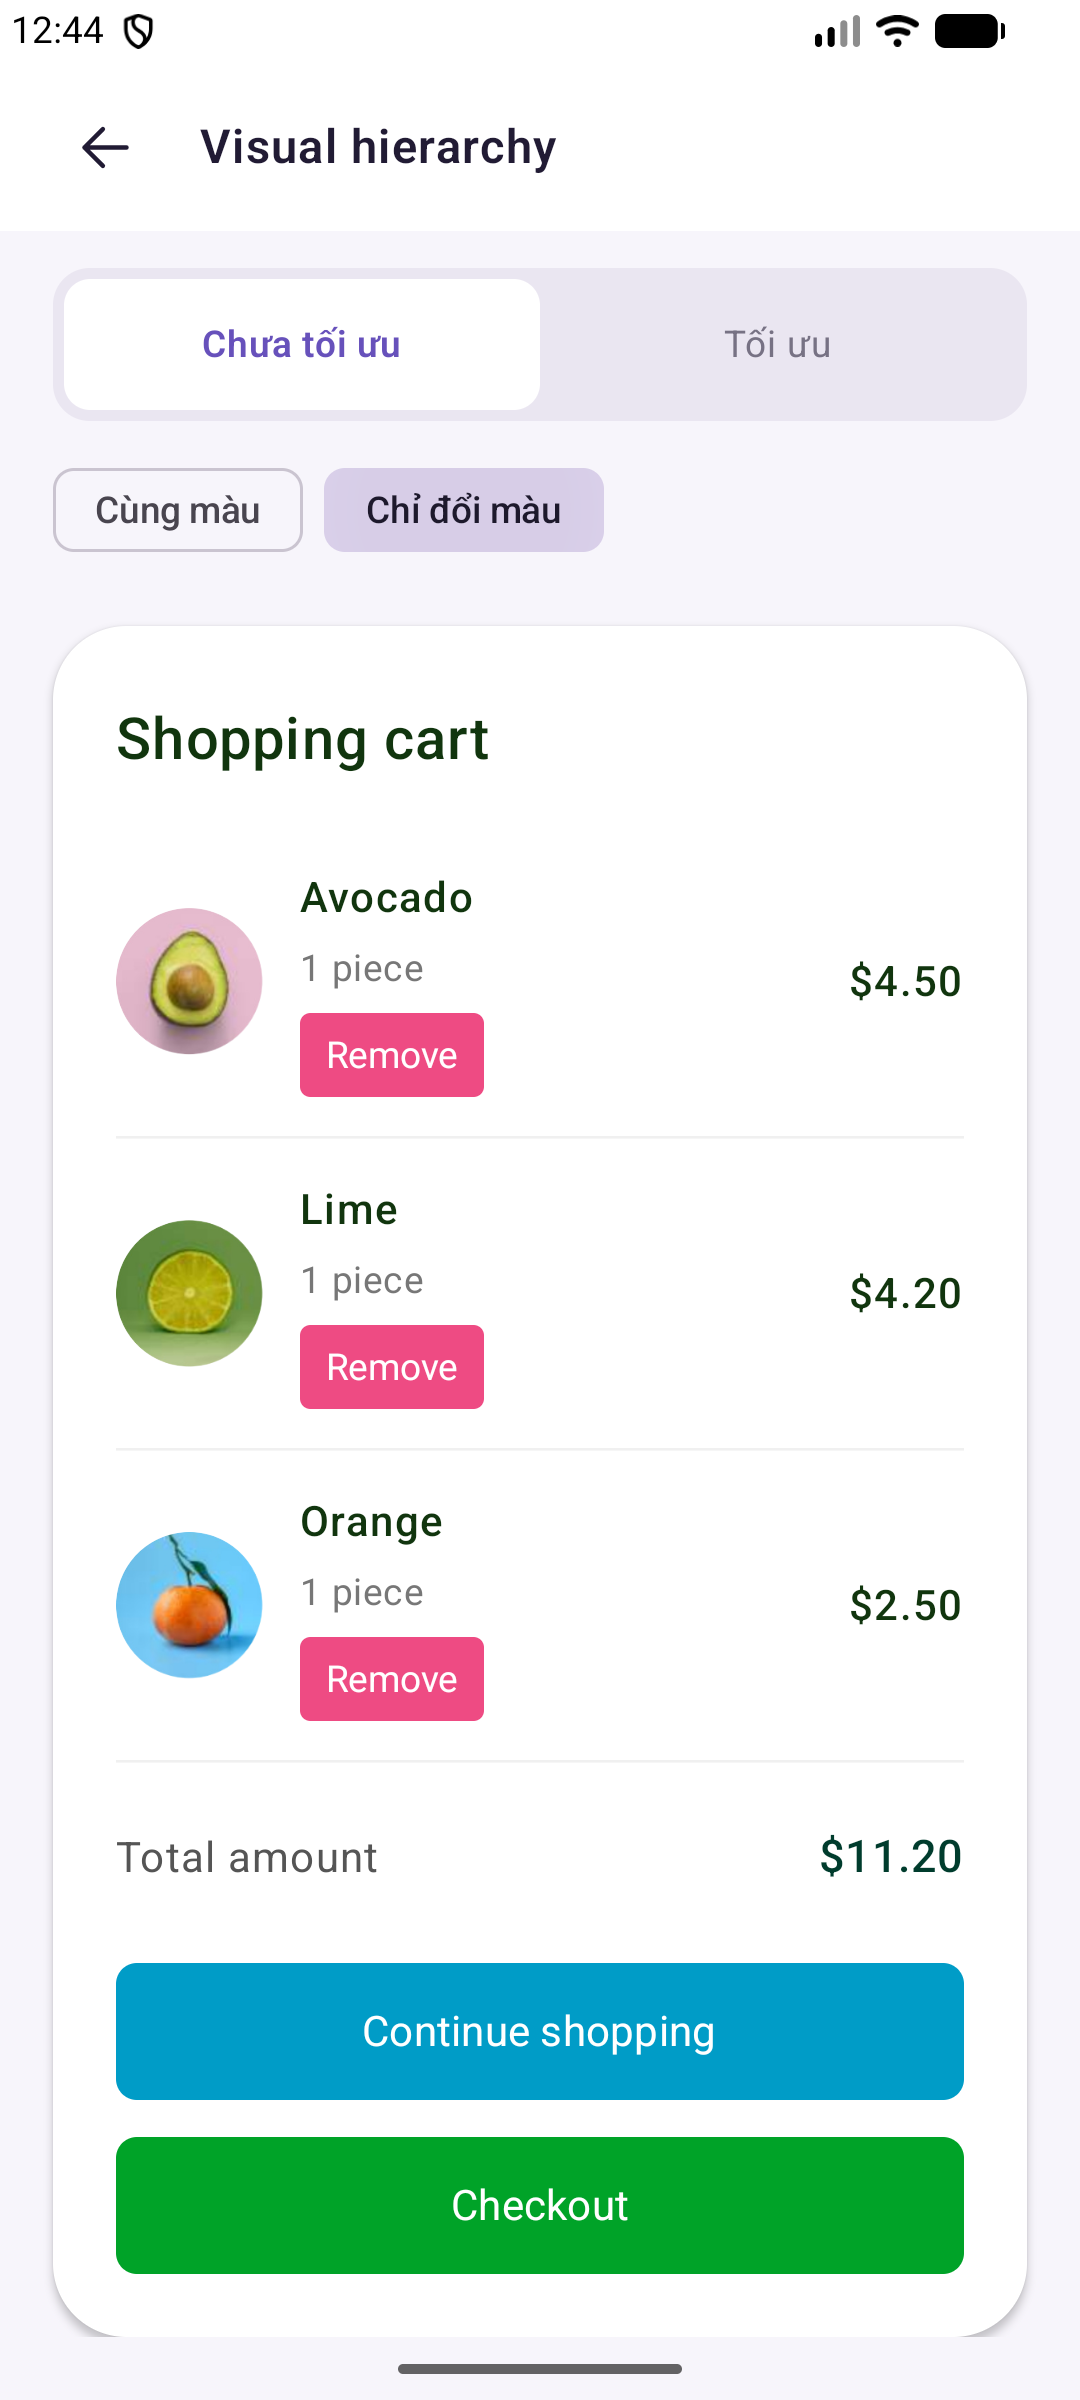 12:44
Visual hierarchy
Chưa tối ưu
Tối ưu
Cùng màu
Chỉ đổi màu
Shopping cart
Avocado
1 piece
$4.50
Remove
Lime
1 piece
$4.20
Remove
Orange
1 piece
$2.50
Remove
Total amount
$11.20
Continue shopping
Checkout